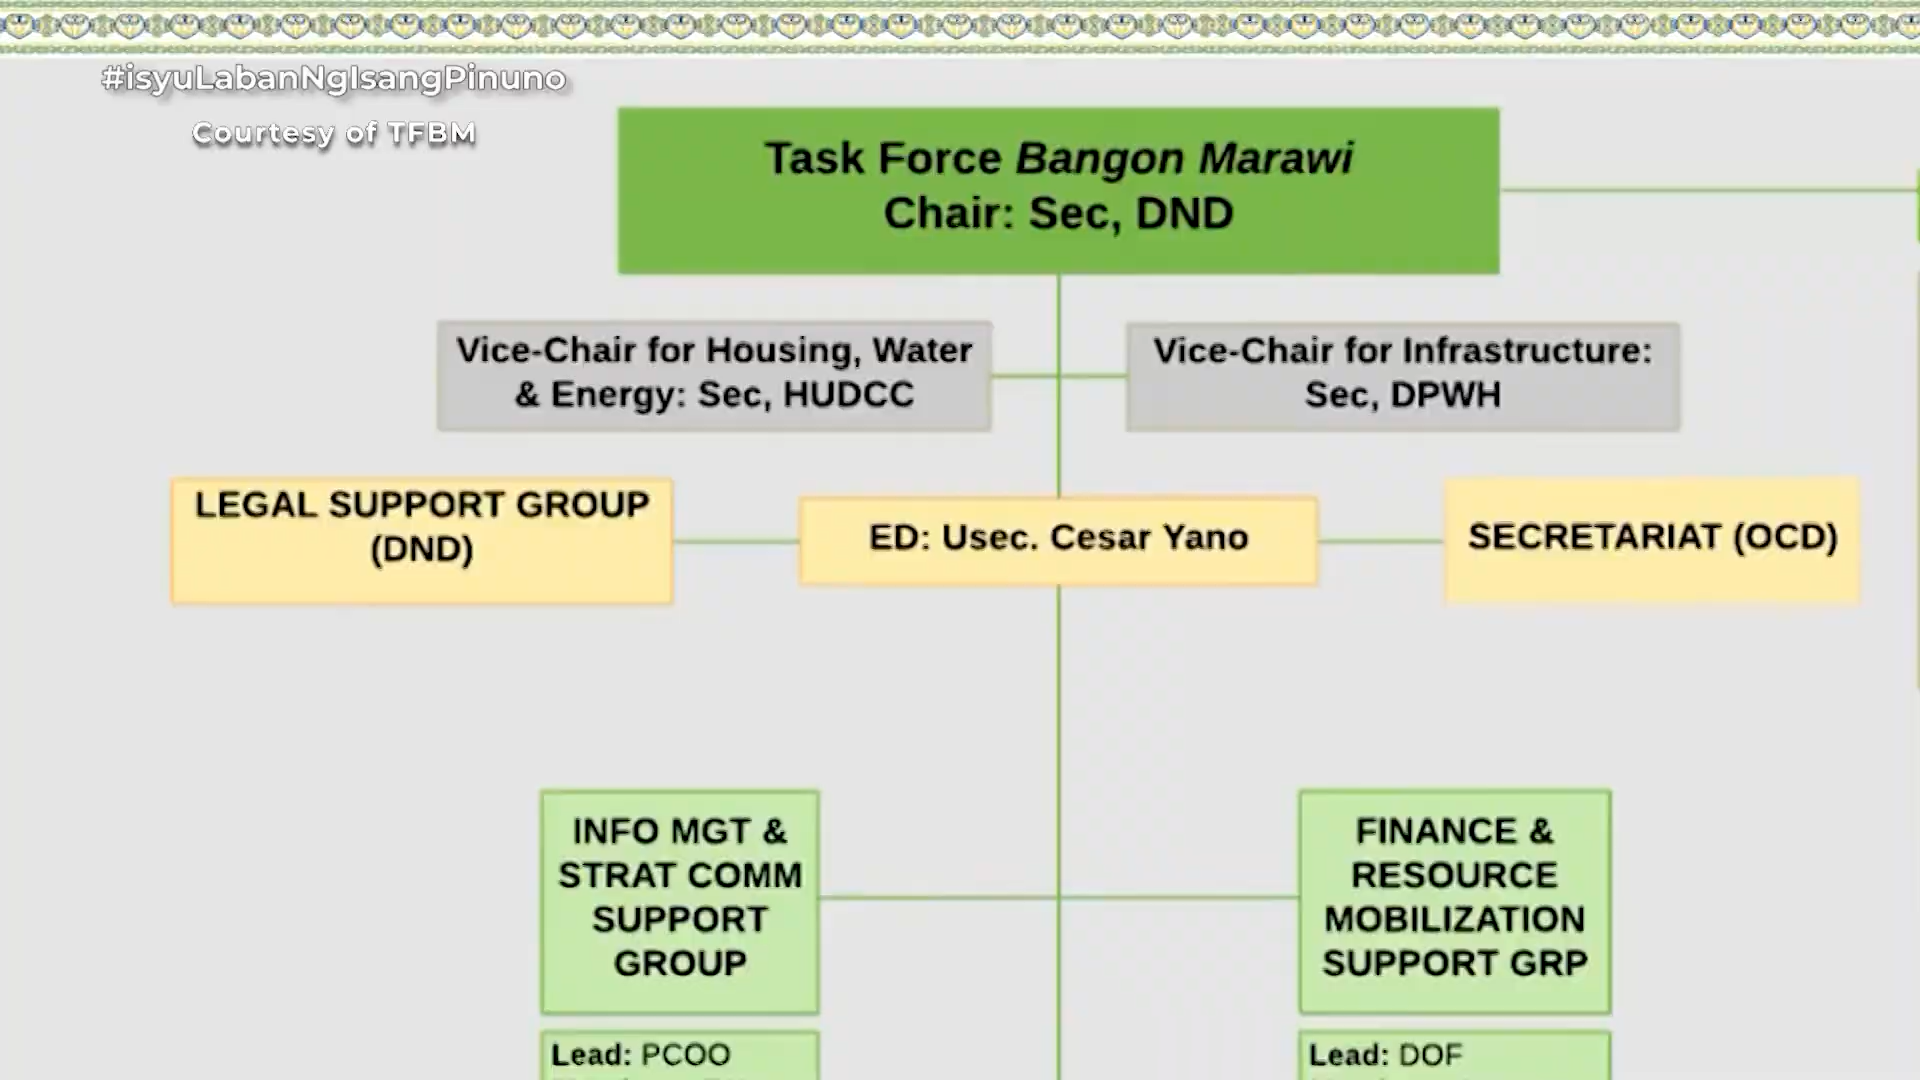 #isyuLabanNgIsangPinuno
Courtesy of TFBM
Task Force Bangon Marawi
Chair: Sec, DND
Vice-Chair for Housing, Water
& Energy: Sec, HUDCC
Vice-Chair for Infrastructure:
Sec, DPWH
LEGAL SUPPORT GROUP
(DND)
ED: Usec. Cesar Yano
SECRETARIAT (OCD)
INFO MGT &
STRAT COMM
SUPPORT
GROUP
FINANCE &
RESOURCE
MOBILIZATION
SUPPORT GRP
Lead: PCOO
Lead: DOF